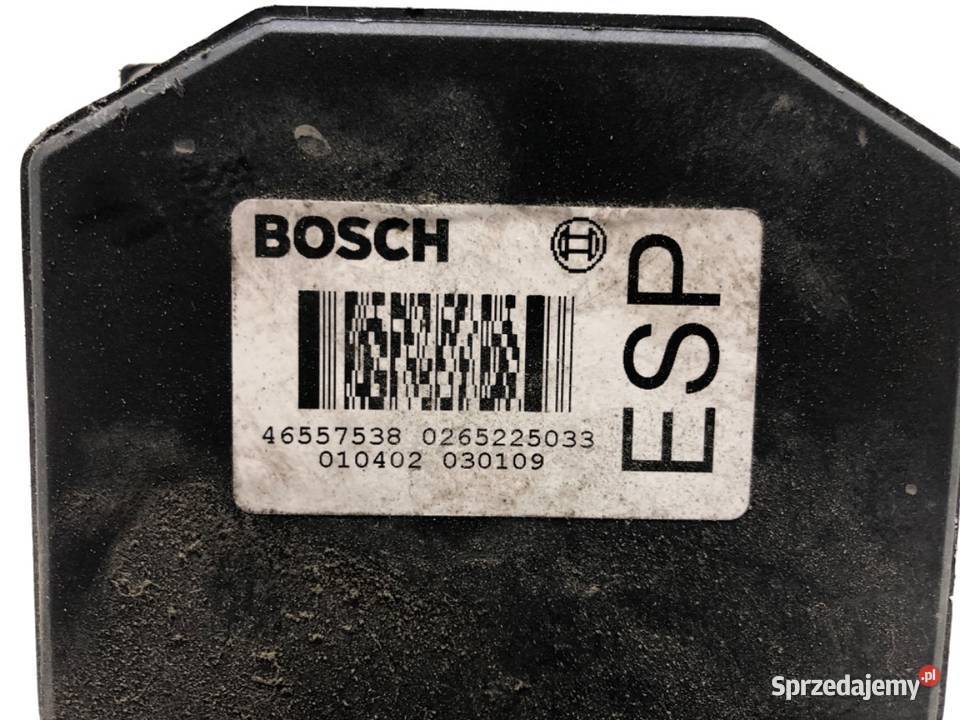 BOSCH
ESP
46557538 0265225033
010402 030109
Sprzedajemy.pl